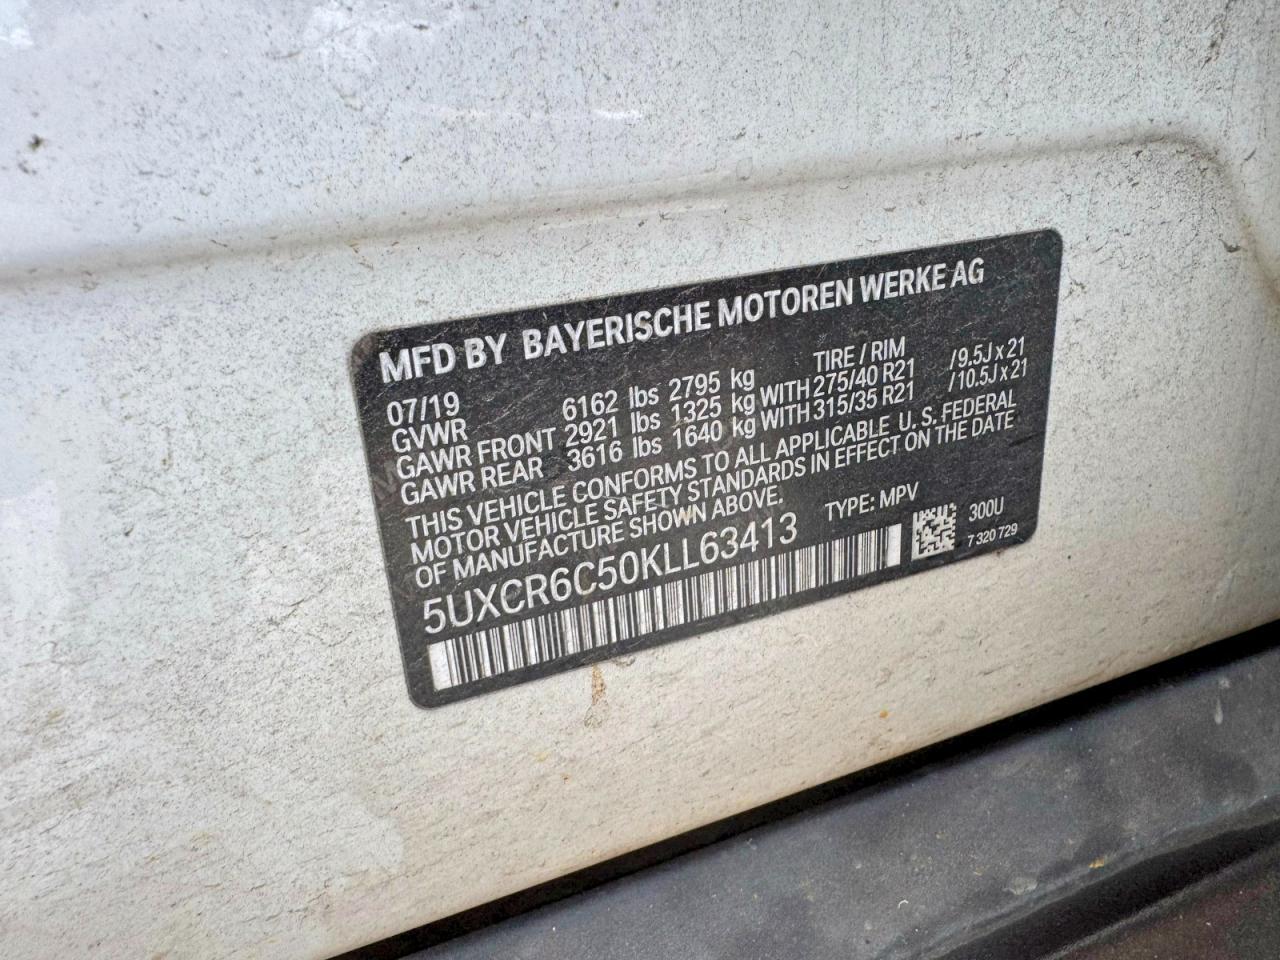 MFD BY BAYERISCHE MOTOREN WERKE AG
07/19 TIRE / RIM
GVWR 6162 lbs 2795 kg
GAWR FRONT 2921 lbs 1325 kg WITH 275/40 R21 /9.5J x 21
GAWR REAR 3616 lbs 1640 kg WITH 315/35 R21 /10.5J x 21
THIS VEHICLE CONFORMS TO ALL APPLICABLE U. S. FEDERAL
MOTOR VEHICLE SAFETY STANDARDS IN EFFECT ON THE DATE
OF MANUFACTURE SHOWN ABOVE.
5UXCR6C50KLL63413 TYPE: MPV
300U
7 320 729